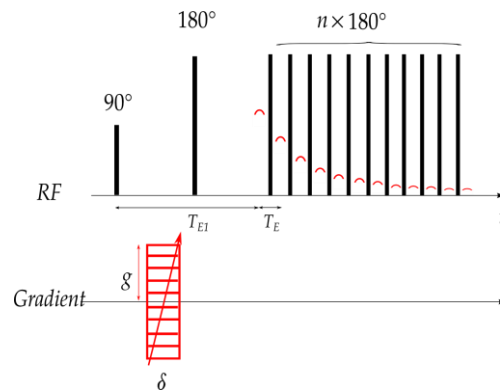 n × 180°
180°
90°
RF
T_E1
T_E
g
Gradient
δ